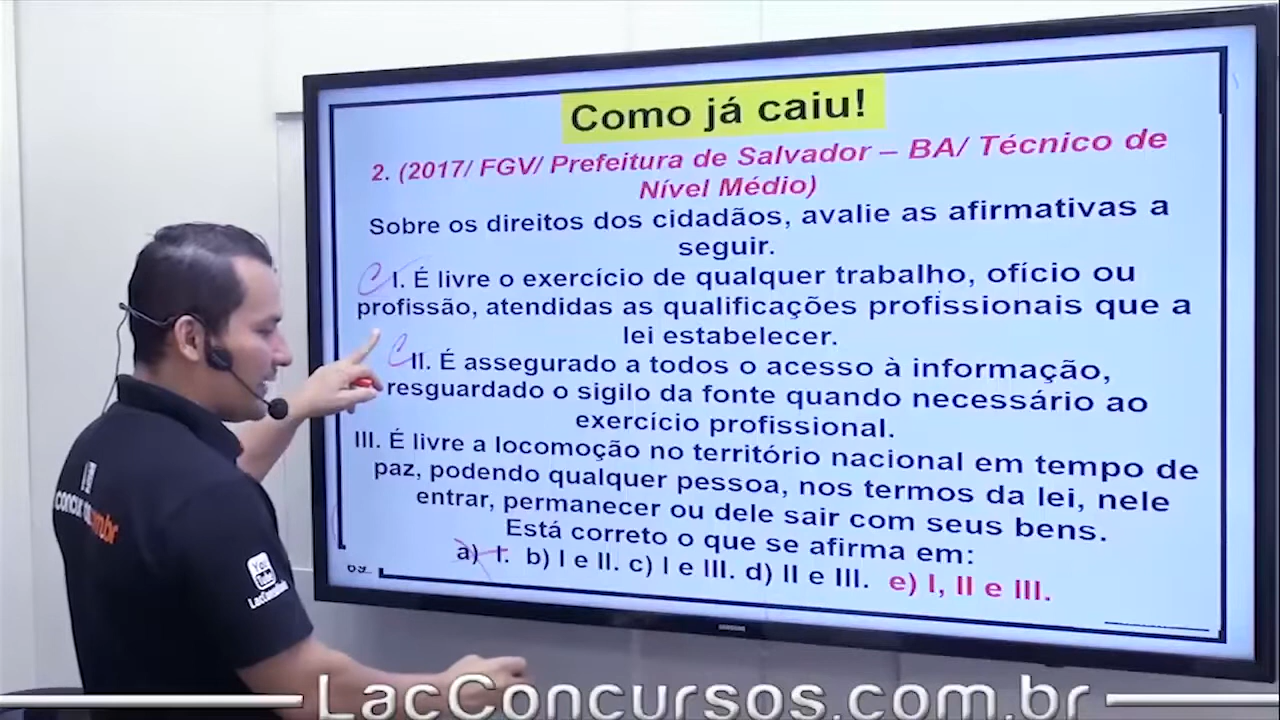 Como já caiu!
2. (2017/ FGV/ Prefeitura de Salvador – BA/ Técnico de
Nível Médio)
Sobre os direitos dos cidadãos, avalie as afirmativas a
seguir.
C I. É livre o exercício de qualquer trabalho, ofício ou
profissão, atendidas as qualificações profissionais que a
lei estabelecer.
C II. É assegurado a todos o acesso à informação,
resguardado o sigilo da fonte quando necessário ao
exercício profissional.
III. É livre a locomoção no território nacional em tempo de
paz, podendo qualquer pessoa, nos termos da lei, nele
entrar, permanecer ou dele sair com seus bens.
Está correto o que se afirma em:
a) I. b) I e II. c) I e III. d) II e III. e) I, II e III.
SAMSUNG
You
Tube
LacConcursos.com.br